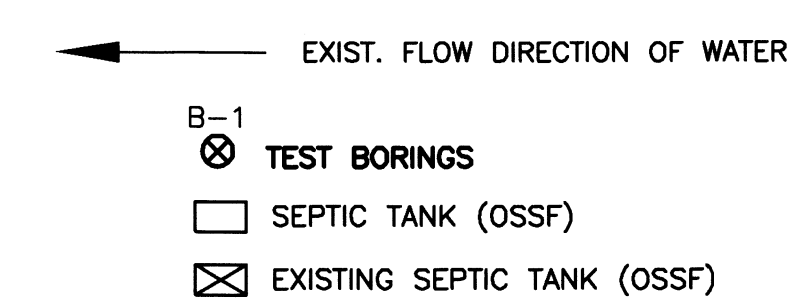 EXIST. FLOW DIRECTION OF WATER
B-1
TEST BORINGS
SEPTIC TANK (OSSF)
EXISTING SEPTIC TANK (OSSF)